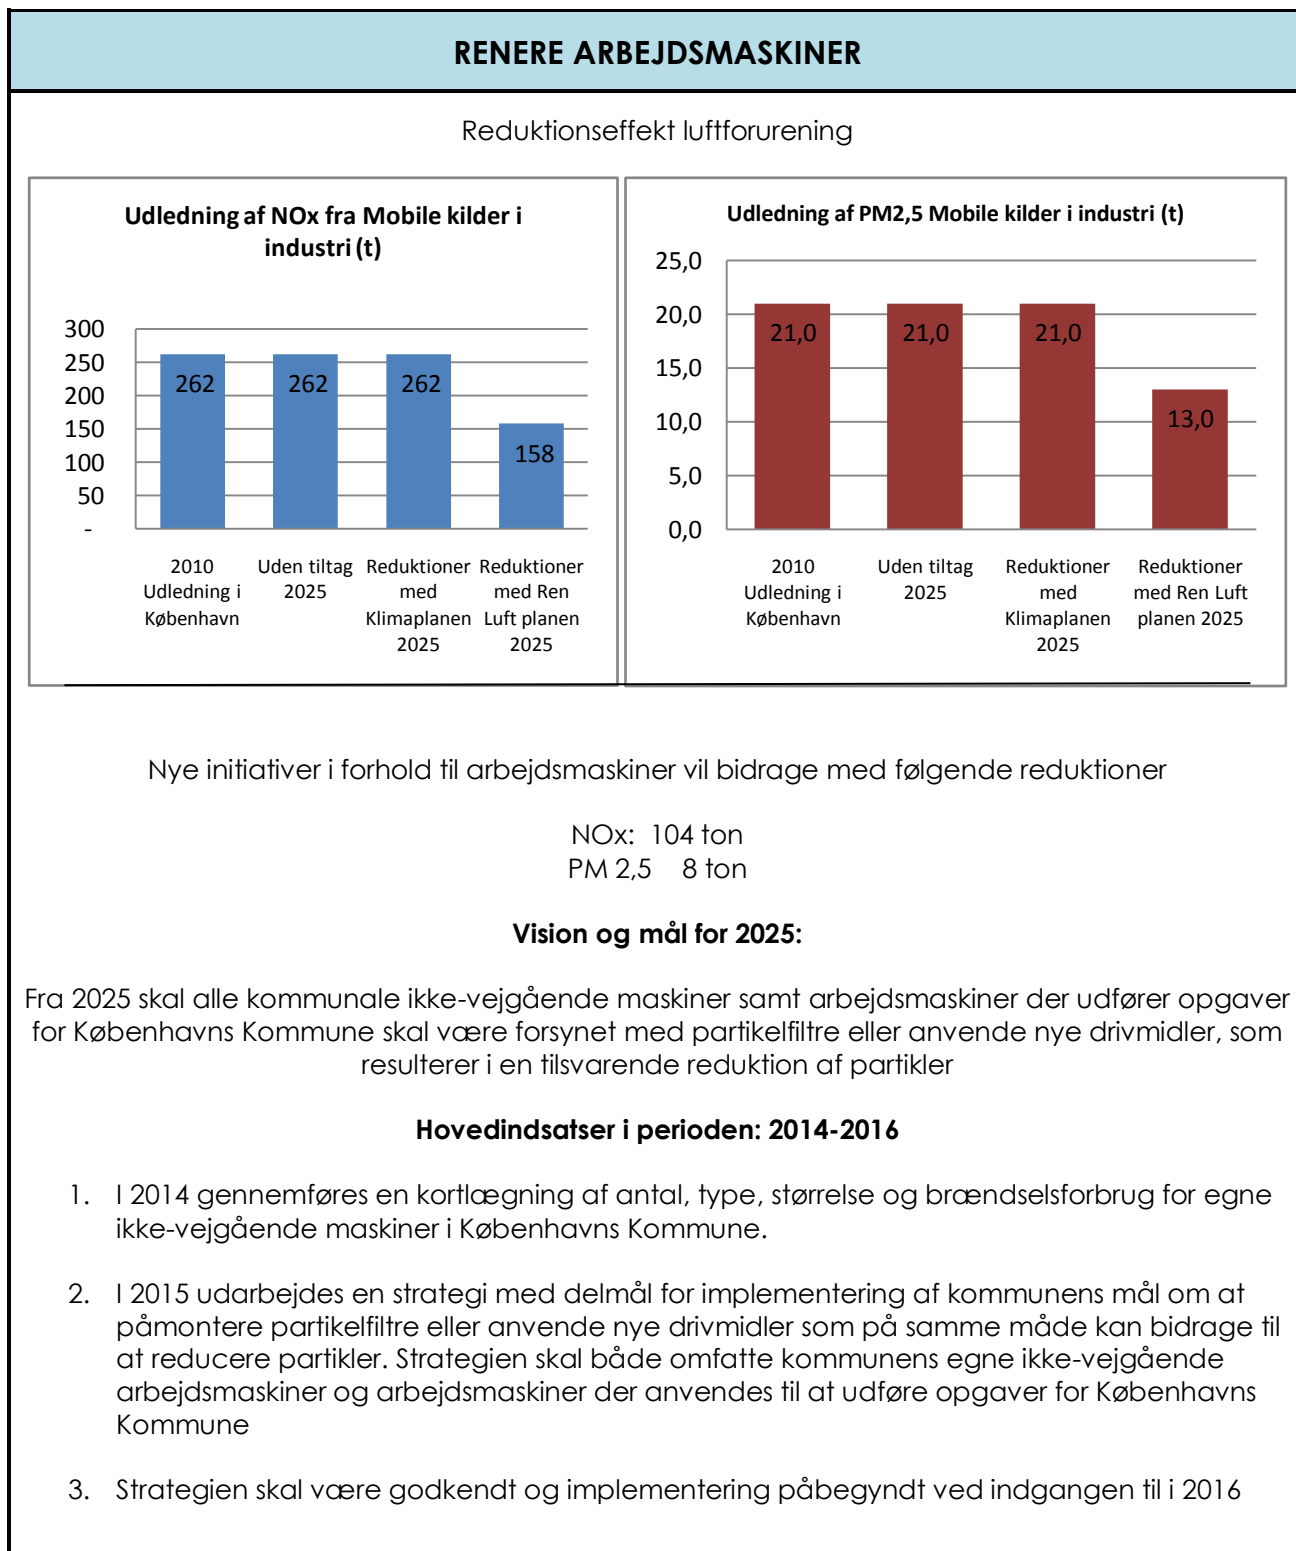 RENERE ARBEJDSMASKINER
Reduktionseffekt luftforurening
Udledning af NOx fra Mobile kilder i
industri (t)
300
250
200
150
100
50
-
262
262
262
158
2010
Udledning i
København
Uden tiltag
2025
Reduktioner
med
Klimaplanen
2025
Reduktioner
med Ren
Luft planen
2025
Udledning af PM2,5 Mobile kilder i industri (t)
25,0
20,0
15,0
10,0
5,0
0,0
21,0
21,0
21,0
13,0
2010
Udledning i
København
Uden tiltag
2025
Reduktioner
med
Klimaplanen
2025
Reduktioner
med Ren Luft
planen 2025
Nye initiativer i forhold til arbejdsmaskiner vil bidrage med følgende reduktioner
NOx: 104 ton
PM 2,5 8 ton
Vision og mål for 2025:
Fra 2025 skal alle kommunale ikke-vejgående maskiner samt arbejdsmaskiner der udfører opgaver
for Københavns Kommune skal være forsynet med partikelfiltre eller anvende nye drivmidler, som
resulterer i en tilsvarende reduktion af partikler
Hovedindsatser i perioden: 2014-2016
1. I 2014 gennemføres en kortlægning af antal, type, størrelse og brændselsforbrug for egne
ikke-vejgående maskiner i Københavns Kommune.
2. I 2015 udarbejdes en strategi med delmål for implementering af kommunens mål om at
påmontere partikelfiltre eller anvende nye drivmidler som på samme måde kan bidrage til
at reducere partikler. Strategien skal både omfatte kommunens egne ikke-vejgående
arbejdsmaskiner og arbejdsmaskiner der anvendes til at udføre opgaver for Københavns
Kommune
3. Strategien skal være godkendt og implementering påbegyndt ved indgangen til i 2016